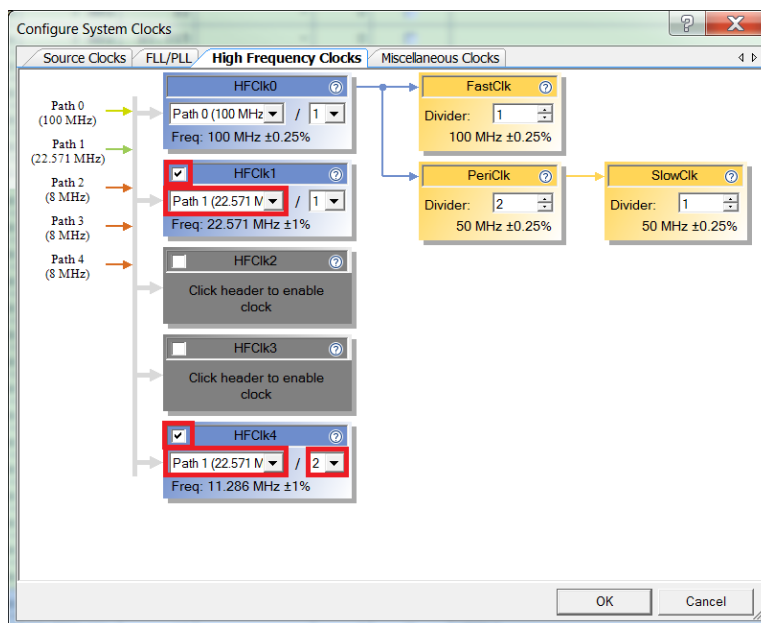 Configure System Clocks
Source Clocks FLL/PLL High Frequency Clocks Miscellaneous Clocks
Path 0
(100 MHz)
Path 1
(22.571 MHz)
Path 2
(8 MHz)
Path 3
(8 MHz)
Path 4
(8 MHz)
HFClk0
Path 0 (100 MHz / 1
Freq: 100 MHz ±0.25%
HFClk1
Path 1 (22.571 M / 1
Freq: 22.571 MHz ±1%
HFClk2
Click header to enable
clock
HFClk3
Click header to enable
clock
HFClk4
Path 1 (22.571 M / 2
Freq: 11.286 MHz ±1%
FastClk
Divider: 1
100 MHz ±0.25%
PeriClk
Divider: 2
50 MHz ±0.25%
SlowClk
Divider: 1
50 MHz ±0.25%
OK Cancel